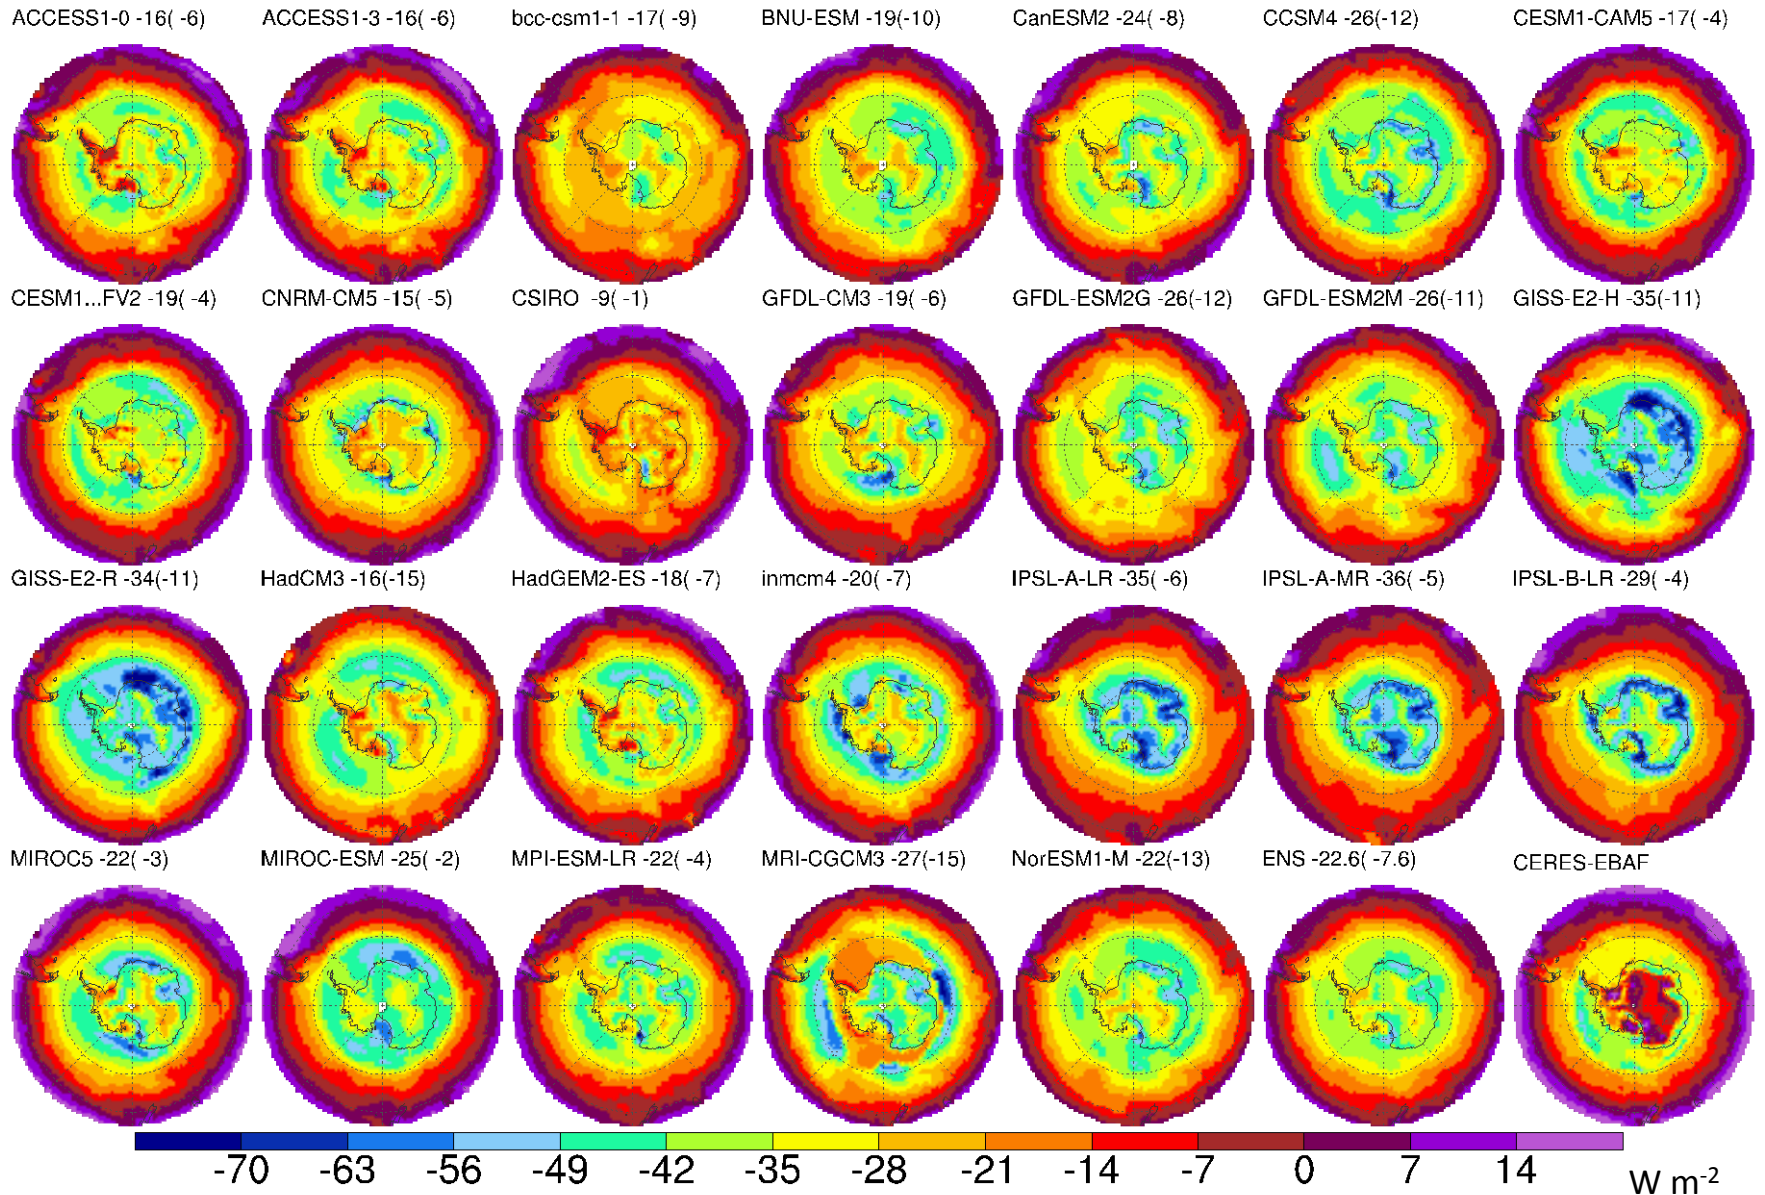 ACCESS1-0 -16( -6) ACCESS1-3 -16( -6) bcc-csm1-1 -17( -9) BNU-ESM -19(-10) CanESM2 -24( -8) CCSM4 -26(-12) CESM1-CAM5 -17( -4)
CESM1...FV2 -19( -4) CNRM-CM5 -15( -5) CSIRO -9( -1) GFDL-CM3 -19( -6) GFDL-ESM2G -26(-12) GFDL-ESM2M -26(-11) GISS-E2-H -35(-11)
GISS-E2-R -34(-11) HadCM3 -16(-15) HadGEM2-ES -18( -7) inmcm4 -20( -7) IPSL-A-LR -35( -6) IPSL-A-MR -36( -5) IPSL-B-LR -29( -4)
MIROC5 -22( -3) MIROC-ESM -25( -2) MPI-ESM-LR -22( -4) MRI-CGCM3 -27(-15) NorESM1-M -22(-13) ENS -22.6( -7.6) CERES-EBAF
-70 -63 -56 -49 -42 -35 -28 -21 -14 -7 0 7 14 W m-2